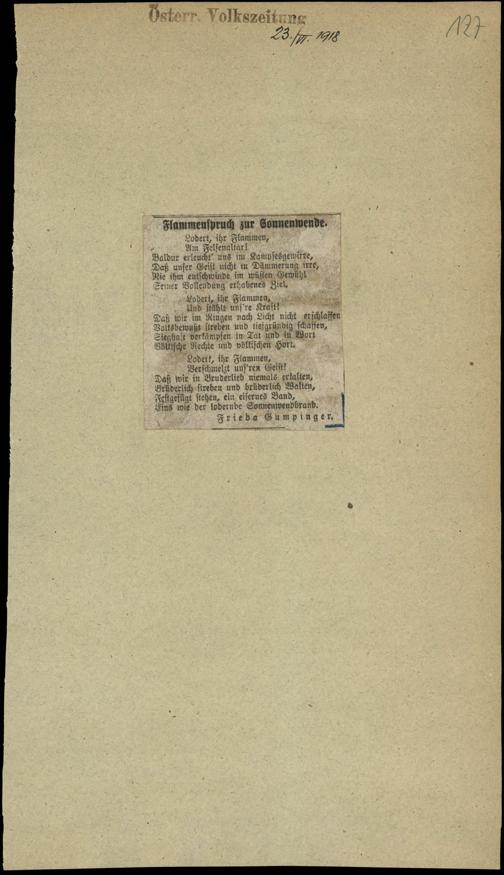 Österr. Volkszeitung
23./VI. 1918
127
Flammenspruch zur Sonnenwende.
Lodert, ihr Flammen,
Am Felsenaltar!
Baldur erleucht' uns im Kampfesgewirre,
Daß unser Geist nicht in Dämmerung irre,
Nie ihm entschwinde im wüsten Gewühl
Seiner Vollendung erhabenes Ziel.
Lodert, ihr Flammen,
Und stählt uns're Kraft!
Daß wir im Ringen nach Licht nicht erschlaffen
Volksbewußt streben und tiefgründig schaffen,
Sieghaft verkämpfen in Tat und in Wort
Völkische Rechte und völkischen Hort.
Lodert, ihr Flammen,
Verschmelzt uns'ren Geist!
Daß wir in Bruderlieb niemals erkalten,
Brüderlich streben und brüderlich walten,
Festgefügt stehen, ein eisernes Band,
Eins wie der lodernde Sonnenwendbrand.
Frieda Gumpinger.